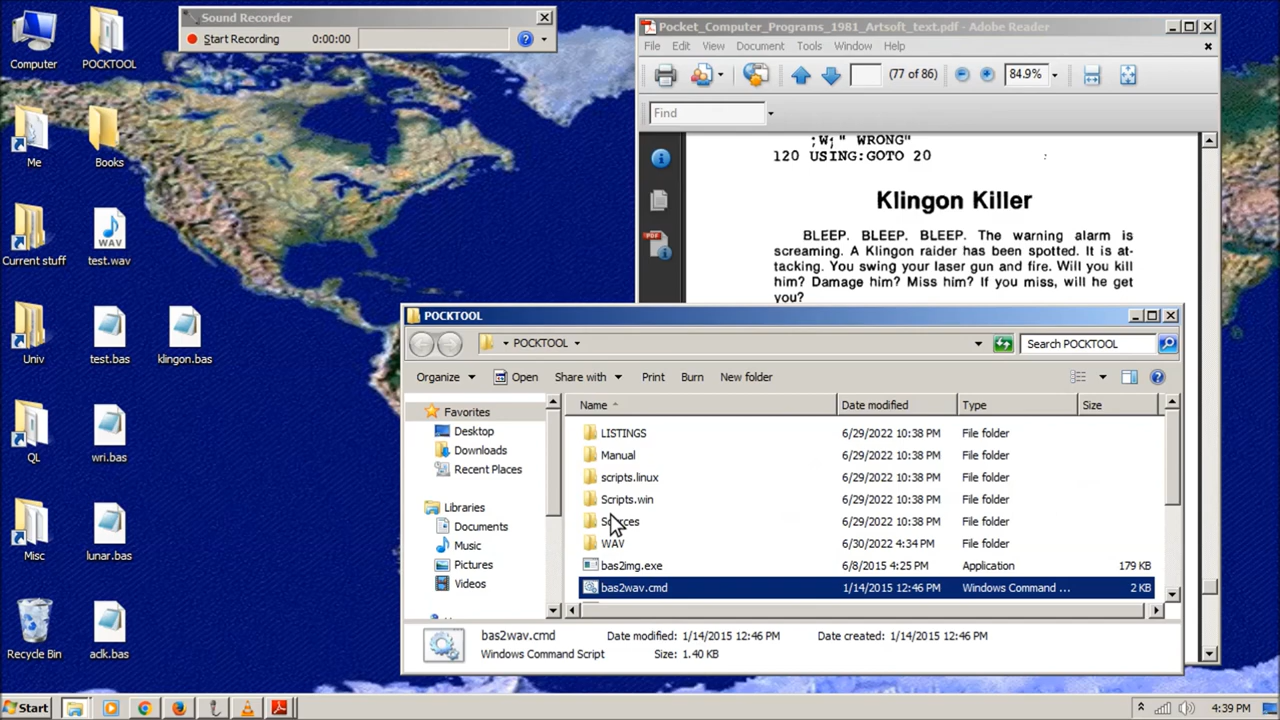 Computer
POCKTOOL
Me
Books
Current stuff
WAV
test.wav
Univ
test.bas
klingon.bas
QL
wri.bas
Misc
lunar.bas
Recycle Bin
adk.bas
Sound Recorder
Start Recording 0:00:00
Pocket_Computer_Programs_1981_Artsoft_text.pdf - Adobe Reader
File Edit View Document Tools Window Help
(77 of 86) 84.9%
Find
;W;" WRONG"
120 USING:GOTO 20
Klingon Killer
BLEEP. BLEEP. BLEEP. The warning alarm is
screaming. A Klingon raider has been spotted. It is at-
tacking. You swing your laser gun and fire. Will you kill
him? Damage him? Miss him? If you miss, will he get
you?
POCKTOOL
POCKTOOL Search POCKTOOL
Organize Open Share with Print Burn New folder
Favorites
Desktop
Downloads
Recent Places
Libraries
Documents
Music
Pictures
Videos
Name Date modified Type Size
LISTINGS 6/29/2022 10:38 PM File folder
Manual 6/29/2022 10:38 PM File folder
scripts.linux 6/29/2022 10:38 PM File folder
Scripts.win 6/29/2022 10:38 PM File folder
Sources 6/29/2022 10:38 PM File folder
WAV 6/30/2022 4:34 PM File folder
bas2img.exe 6/8/2015 4:25 PM Application 179 KB
bas2wav.cmd 1/14/2015 12:46 PM Windows Command ... 2 KB
bas2wav.cmd Date modified: 1/14/2015 12:46 PM Date created: 1/14/2015 12:46 PM
Windows Command Script Size: 1.40 KB
Start 4:39 PM